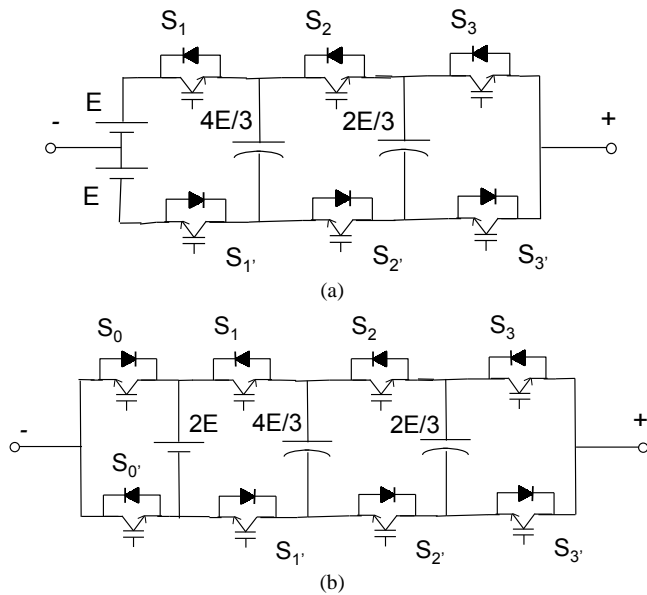 S₁ S₂ S₃
E 4E/3 2E/3
- +
E
S₁' S₂' S₃'
(a)
S₀ S₁ S₂ S₃
- 2E 4E/3 2E/3 +
S₀'
S₁' S₂' S₃'
(b)